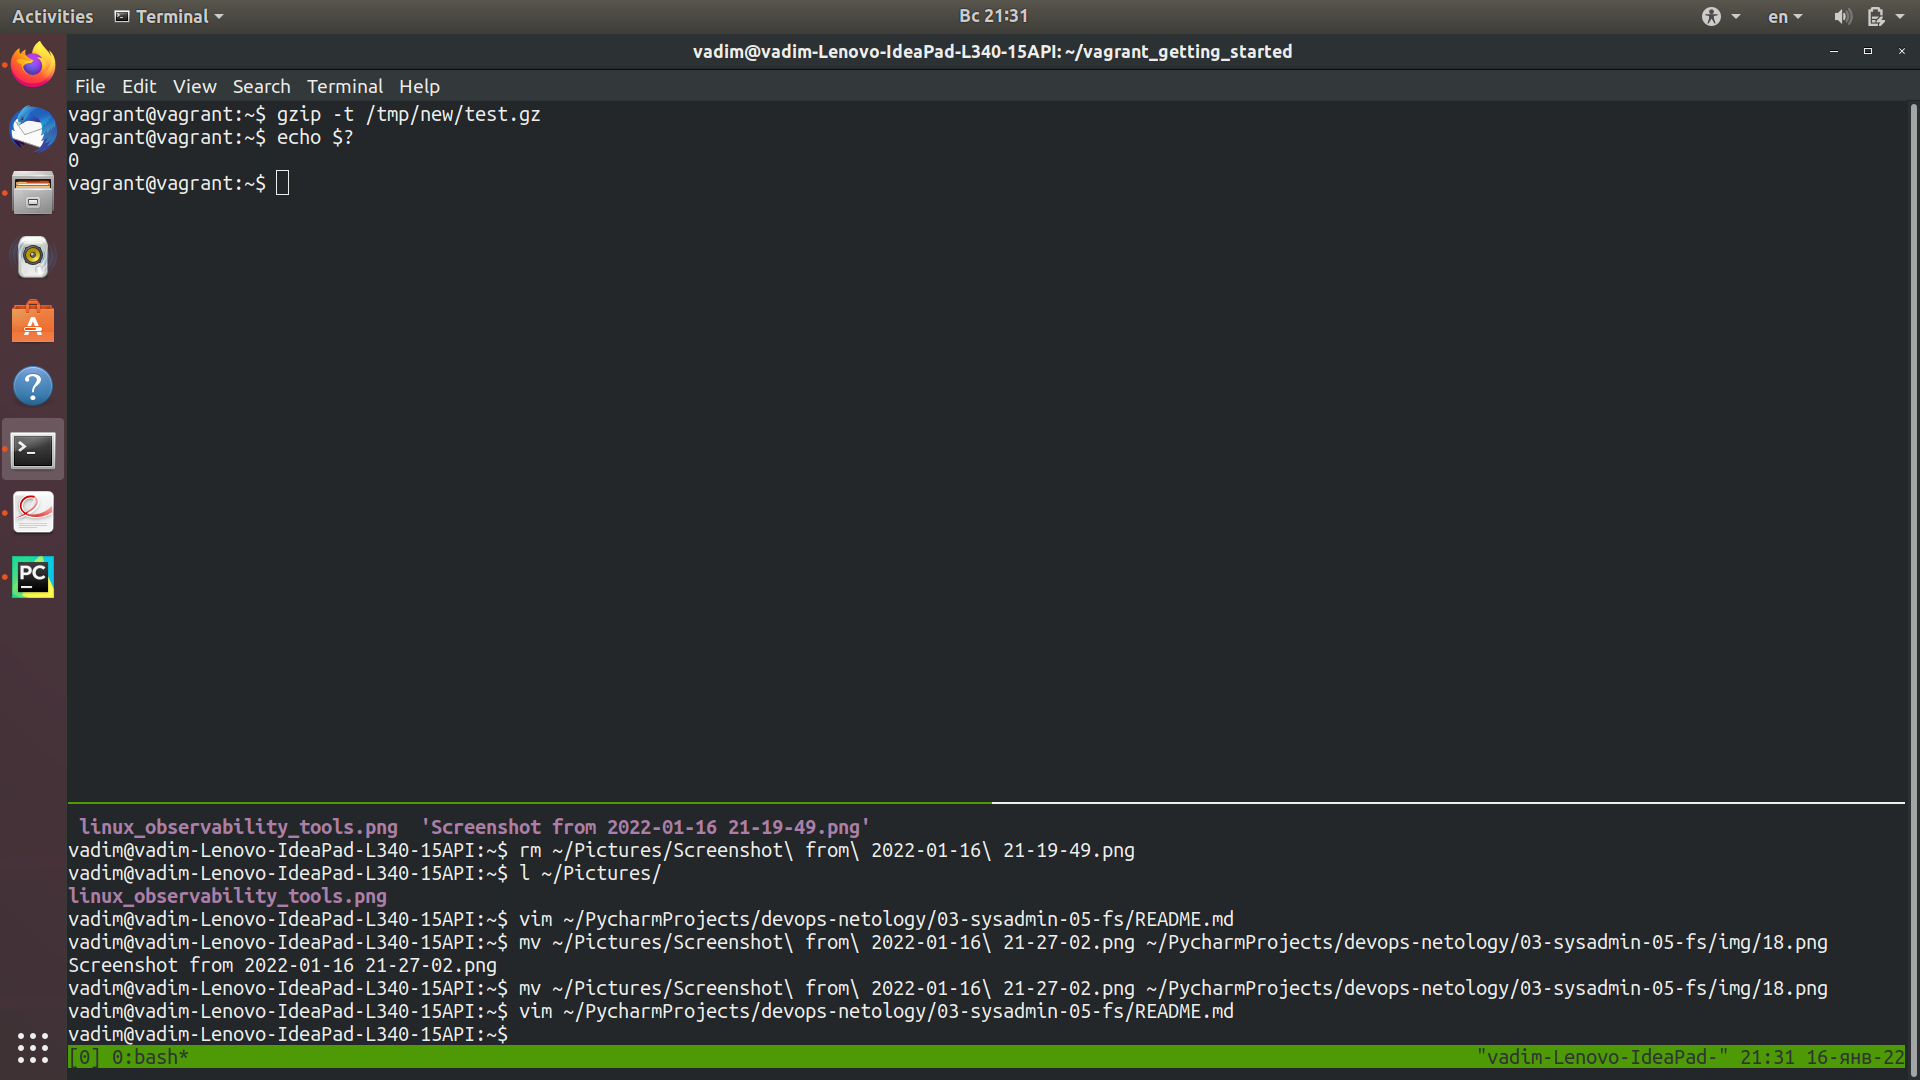 Activities Terminal Вс 21:31 en
vadim@vadim-Lenovo-IdeaPad-L340-15API: ~/vagrant_getting_started
File Edit View Search Terminal Help
vagrant@vagrant:~$ gzip -t /tmp/new/test.gz
vagrant@vagrant:~$ echo $?
0
vagrant@vagrant:~$
linux_observability_tools.png  'Screenshot from 2022-01-16 21-19-49.png'
vadim@vadim-Lenovo-IdeaPad-L340-15API:~$ rm ~/Pictures/Screenshot\ from\ 2022-01-16\ 21-19-49.png
vadim@vadim-Lenovo-IdeaPad-L340-15API:~$ l ~/Pictures/
linux_observability_tools.png
vadim@vadim-Lenovo-IdeaPad-L340-15API:~$ vim ~/PycharmProjects/devops-netology/03-sysadmin-05-fs/README.md
vadim@vadim-Lenovo-IdeaPad-L340-15API:~$ mv ~/Pictures/Screenshot\ from\ 2022-01-16\ 21-27-02.png ~/PycharmProjects/devops-netology/03-sysadmin-05-fs/img/18.png
Screenshot from 2022-01-16 21-27-02.png
vadim@vadim-Lenovo-IdeaPad-L340-15API:~$ mv ~/Pictures/Screenshot\ from\ 2022-01-16\ 21-27-02.png ~/PycharmProjects/devops-netology/03-sysadmin-05-fs/img/18.png
vadim@vadim-Lenovo-IdeaPad-L340-15API:~$ vim ~/PycharmProjects/devops-netology/03-sysadmin-05-fs/README.md
vadim@vadim-Lenovo-IdeaPad-L340-15API:~$
[0] 0:bash* "vadim-Lenovo-IdeaPad-" 21:31 16-янв-22
PC